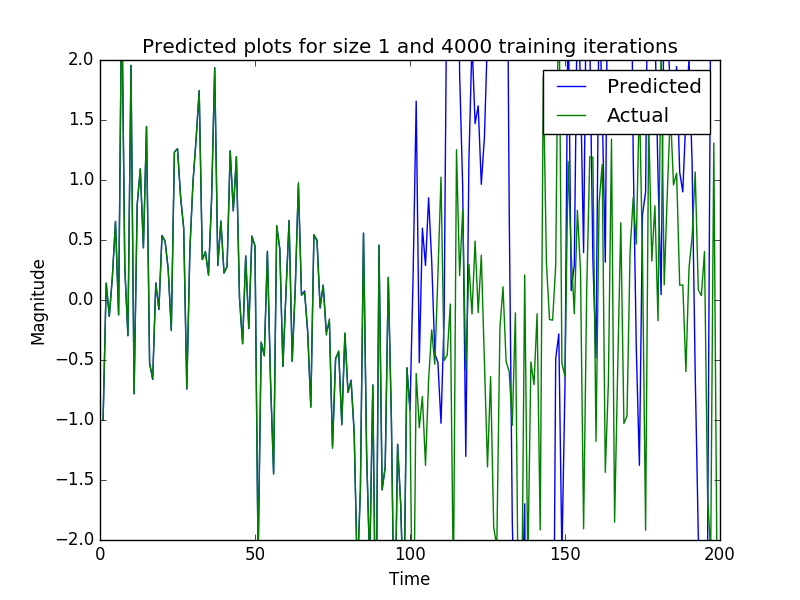 Predicted plots for size 1 and 4000 training iterations
Predicted
Actual
2.0
1.5
1.0
0.5
0.0
−0.5
−1.0
−1.5
−2.0
Magnitude
0
50
100
150
200
Time